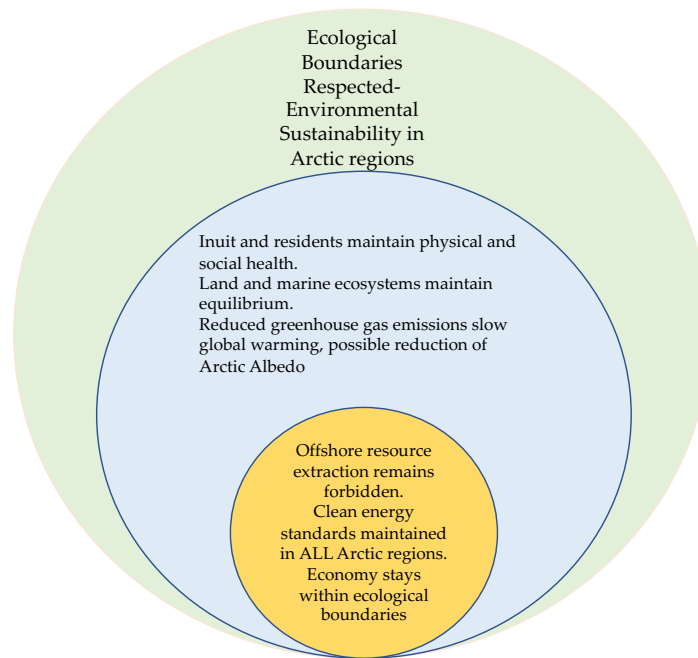 Ecological
Boundaries
Respected-
Environmental
Sustainability in
Arctic regions
Inuit and residents maintain physical and
social health.
Land and marine ecosystems maintain
equilibrium.
Reduced greenhouse gas emissions slow
global warming, possible reduction of
Arctic Albedo
Offshore resource
extraction remains
forbidden.
Clean energy
standards maintained
in ALL Arctic regions.
Economy stays
within ecological
boundaries